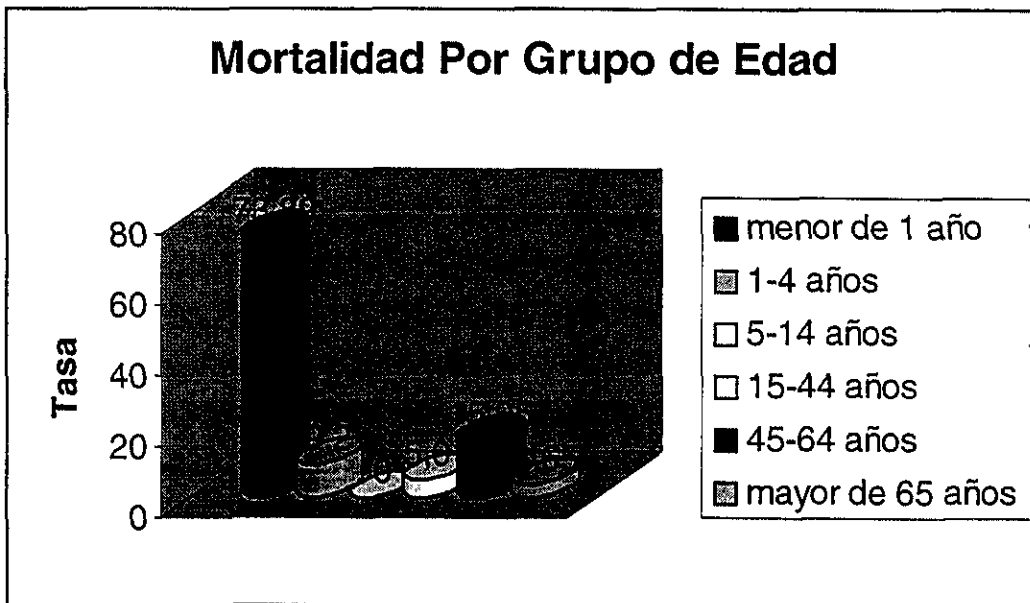 Mortalidad Por Grupo de Edad
Tasa
80
60
40
20
0
menor de 1 año
1-4 años
5-14 años
15-44 años
45-64 años
mayor de 65 años